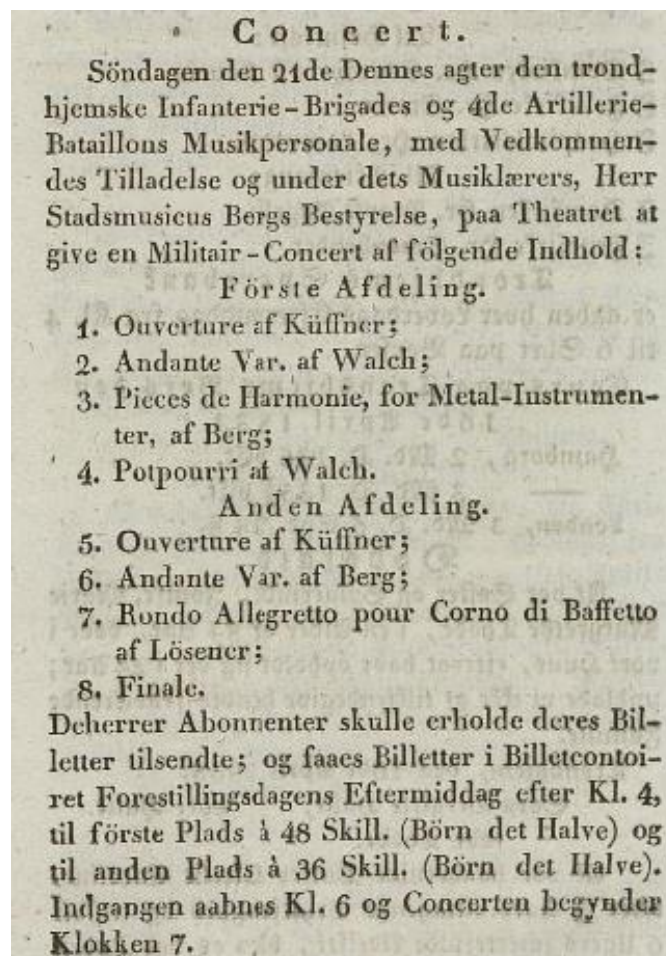 Concert.
Söndagen den 21de Dennes agter den trond-
hjemske Infanterie-Brigades og 4de Artillerie-
Bataillons Musikpersonale, med Vedkommen-
des Tilladelse og under dets Musiklærers, Herr
Stadsmusicus Bergs Bestyrelse, paa Theatret at
give en Militair-Concert af fölgende Indhold:
Förste Afdeling.
1. Ouverture af Küffner;
2. Andante Var. af Walch;
3. Pieces de Harmonie, for Metal-Instrumen-
ter, af Berg;
4. Potpourri af Walch.
Anden Afdeling.
5. Ouverture af Küffner;
6. Andante Var. af Berg;
7. Rondo Allegretto pour Corno di Baffetto
af Lösener;
8. Finale.
Deherrer Abonnenter skulle erholde deres Bil-
letter tilsendte; og faaes Billetter i Billetcontoi-
ret Forestillingsdagens Eftermiddag efter Kl. 4,
til förste Plads à 48 Skill. (Börn det Halve) og
til anden Plads à 36 Skill. (Börn det Halve).
Indgangen aabnes Kl. 6 og Concerten begynder
Klokken 7.